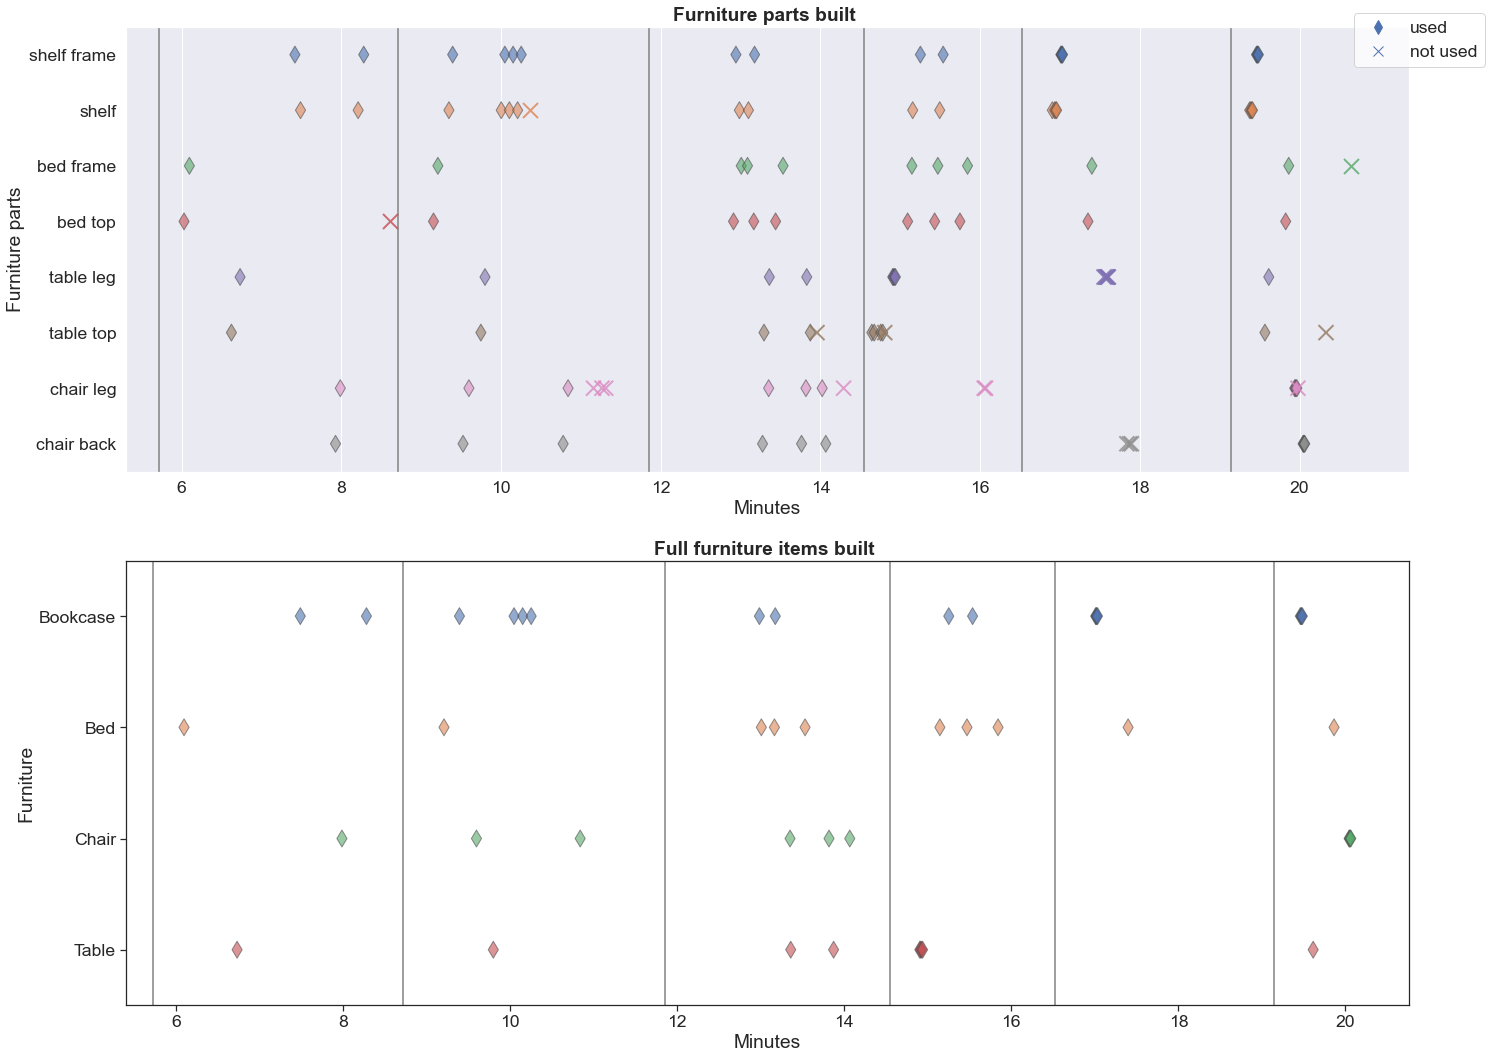 Furniture parts built
used
not used
shelf frame
shelf
bed frame
bed top
table leg
table top
chair leg
chair back
Furniture parts
6 8 10 12 14 16 18 20
Minutes
Full furniture items built
Bookcase
Bed
Chair
Table
Furniture
6 8 10 12 14 16 18 20
Minutes